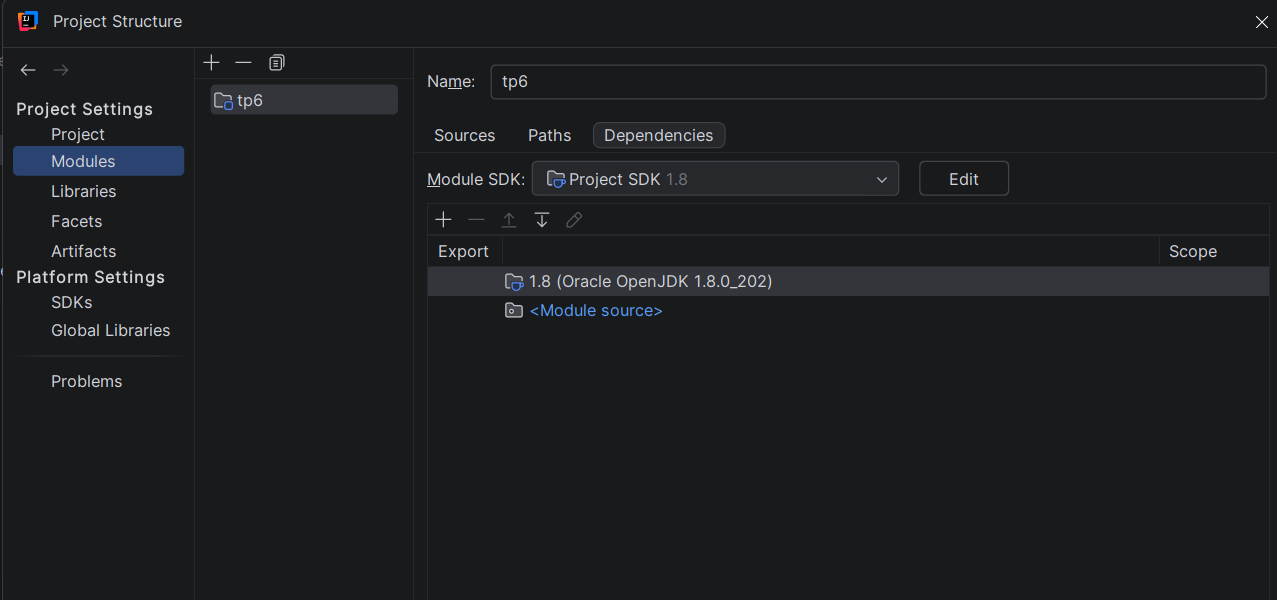 Project Structure
Project Settings
Project
Modules
Libraries
Facets
Artifacts
Platform Settings
SDKs
Global Libraries
Problems
tp6
Name: tp6
Sources Paths Dependencies
Module SDK: Project SDK 1.8 Edit
Export Scope
1.8 (Oracle OpenJDK 1.8.0_202)
<Module source>